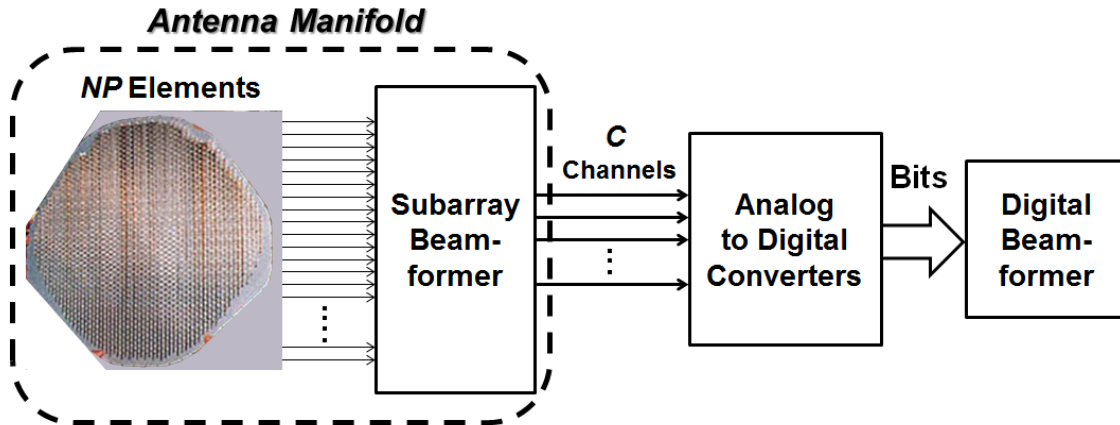 Antenna Manifold
NP Elements
Subarray
Beam-
former
C
Channels
Analog
to Digital
Converters
Bits
Digital
Beam-
former